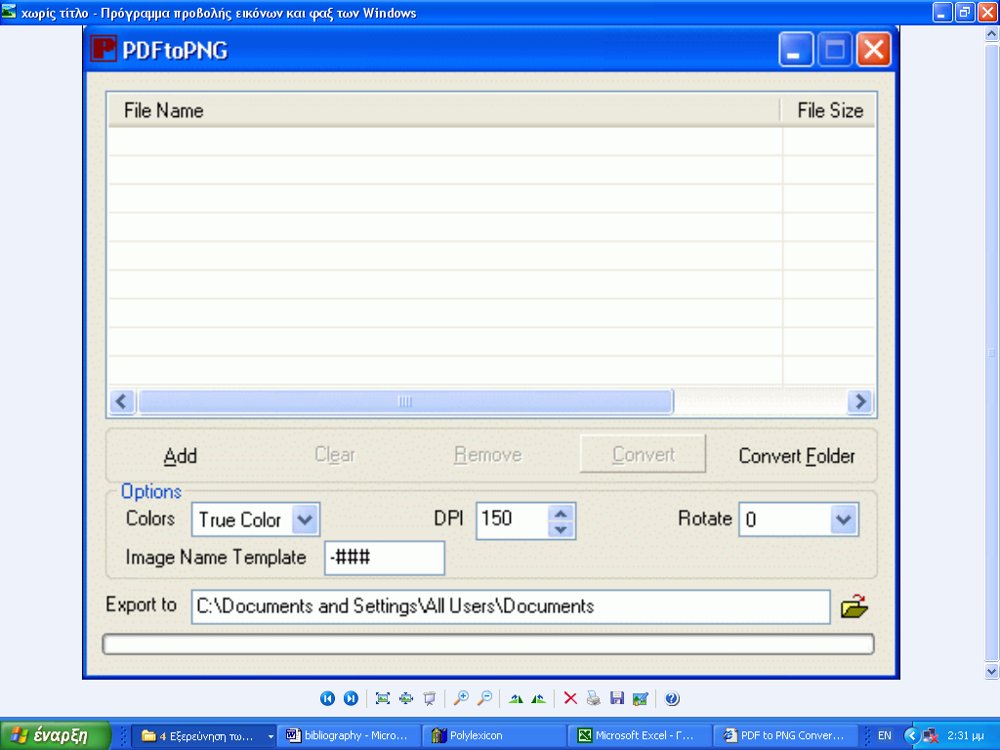 χωρίς τίτλο - Πρόγραμμα προβολής εικόνων και φαξ των Windows
PDFtoPNG
File Name File Size
Add Clear Remove Convert Convert Folder
Options
Colors True Color DPI 150 Rotate 0
Image Name Template -###
Export to C:\Documents and Settings\All Users\Documents
έναρξη 4 Εξερεύνηση τω... bibliography - Micro... Polylexicon Microsoft Excel - Γ... PDF to PNG Conver... EN 2:31 μμ